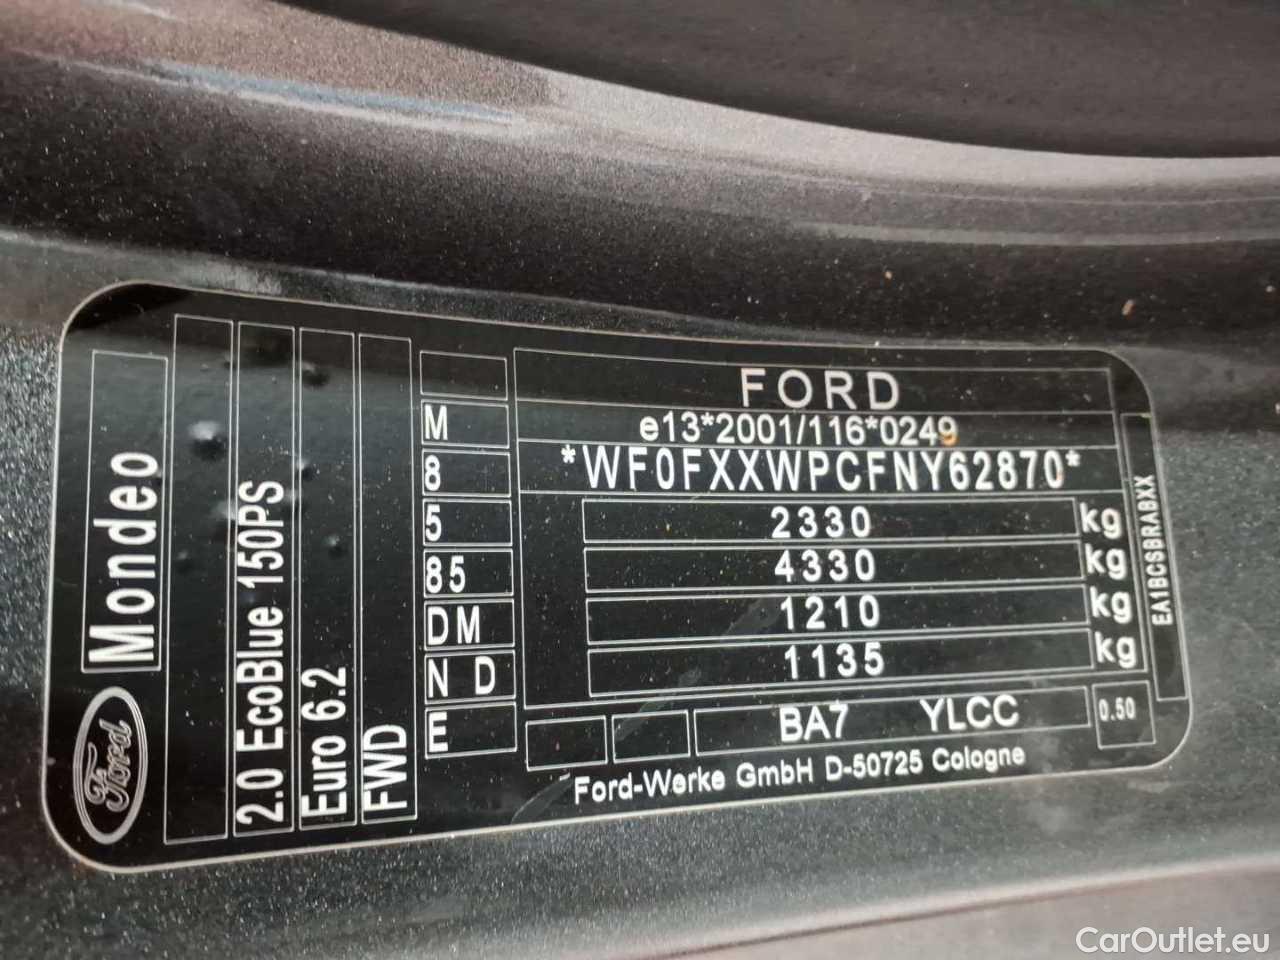 Ford
Mondeo
2.0 EcoBlue 150PS
Euro 6.2
FWD
M
8
5
85
DM
N D
E
FORD
e13*2001/116*0249
*WF0FXXWPCFNY62870*
2330 kg
4330 kg
1210 kg
1135 kg
BA7 YLCC
0.50
Ford-Werke GmbH D-50725 Cologne
EA1BCSBRABXX
CarOutlet.eu